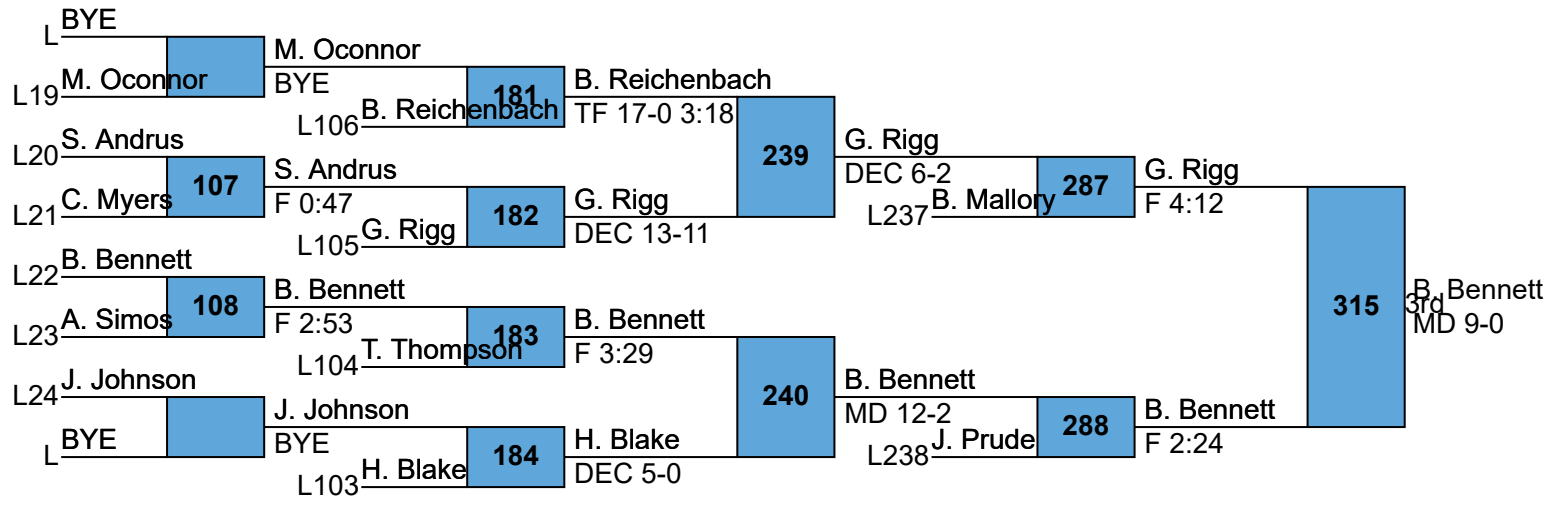 BYE
L
M. Oconnor
L19
M. Oconnor
BYE
181
B. Reichenbach
L106
B. Reichenbach
TF 17-0 3:18
S. Andrus
L20
107
C. Myers
L21
S. Andrus
F 0:47
182
G. Rigg
L105
G. Rigg
DEC 13-11
239
G. Rigg
DEC 6-2
B. Mallory
L237
287
G. Rigg
F 4:12
B. Bennett
L22
108
A. Simos
L23
B. Bennett
F 2:53
183
T. Thompson
L104
B. Bennett
F 3:29
J. Johnson
L24
BYE
L
J. Johnson
BYE
184
H. Blake
L103
H. Blake
DEC 5-0
240
B. Bennett
MD 12-2
J. Prude
L238
288
B. Bennett
F 2:24
315
B. Bennett
3rd
MD 9-0